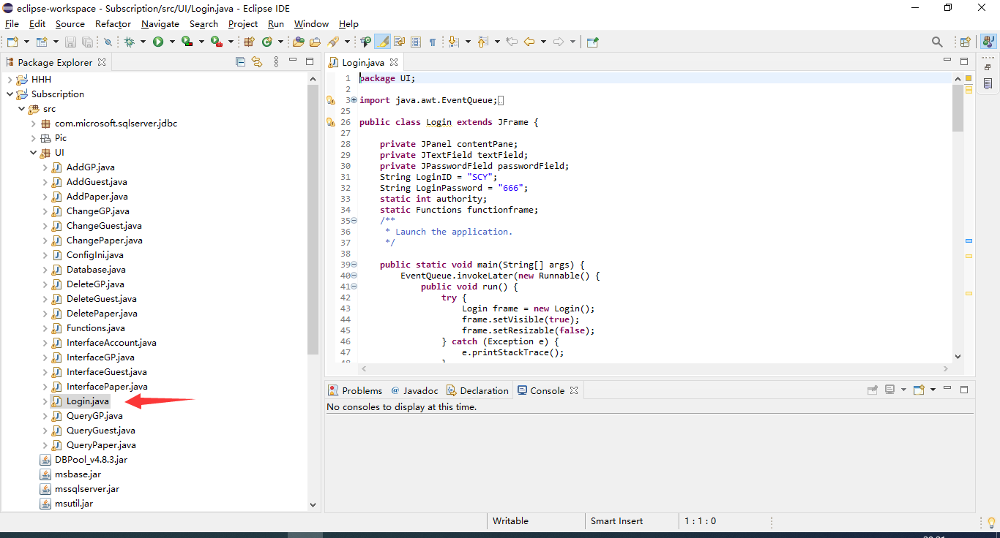 eclipse-workspace - Subscription/src/UI/Login.java - Eclipse IDE
File Edit Source Refactor Navigate Search Project Run Window Help
Package Explorer
HHH
Subscription
src
com.microsoft.sqlserver.jdbc
Pic
UI
AddGP.java
AddGuest.java
AddPaper.java
ChangeGP.java
ChangeGuest.java
ChangePaper.java
ConfigIni.java
Database.java
DeleteGP.java
DeleteGuest.java
DeletePaper.java
Functions.java
InterfaceAccount.java
InterfaceGP.java
InterfaceGuest.java
InterfacePaper.java
Login.java
QueryGP.java
QueryGuest.java
QueryPaper.java
DBPool_v4.8.3.jar
msbase.jar
mssqlserver.jar
msutil.jar
Login.java
1 package UI;
2
3 import java.awt.EventQueue;
25
26 public class Login extends JFrame {
27
28 private JPanel contentPane;
29 private JTextField textField;
30 private JPasswordField passwordField;
31 String LoginID = "SCY";
32 String LoginPassword = "666";
33 static int authority;
34 static Functions functionframe;
35 /**
36 * Launch the application.
37 */
38
39 public static void main(String[] args) {
40 EventQueue.invokeLater(new Runnable() {
41 public void run() {
42 try {
43 Login frame = new Login();
44 frame.setVisible(true);
45 frame.setResizable(false);
46 } catch (Exception e) {
47 e.printStackTrace();
48 }
Problems @ Javadoc Declaration Console
No consoles to display at this time.
Writable Smart Insert 1 : 1 : 0